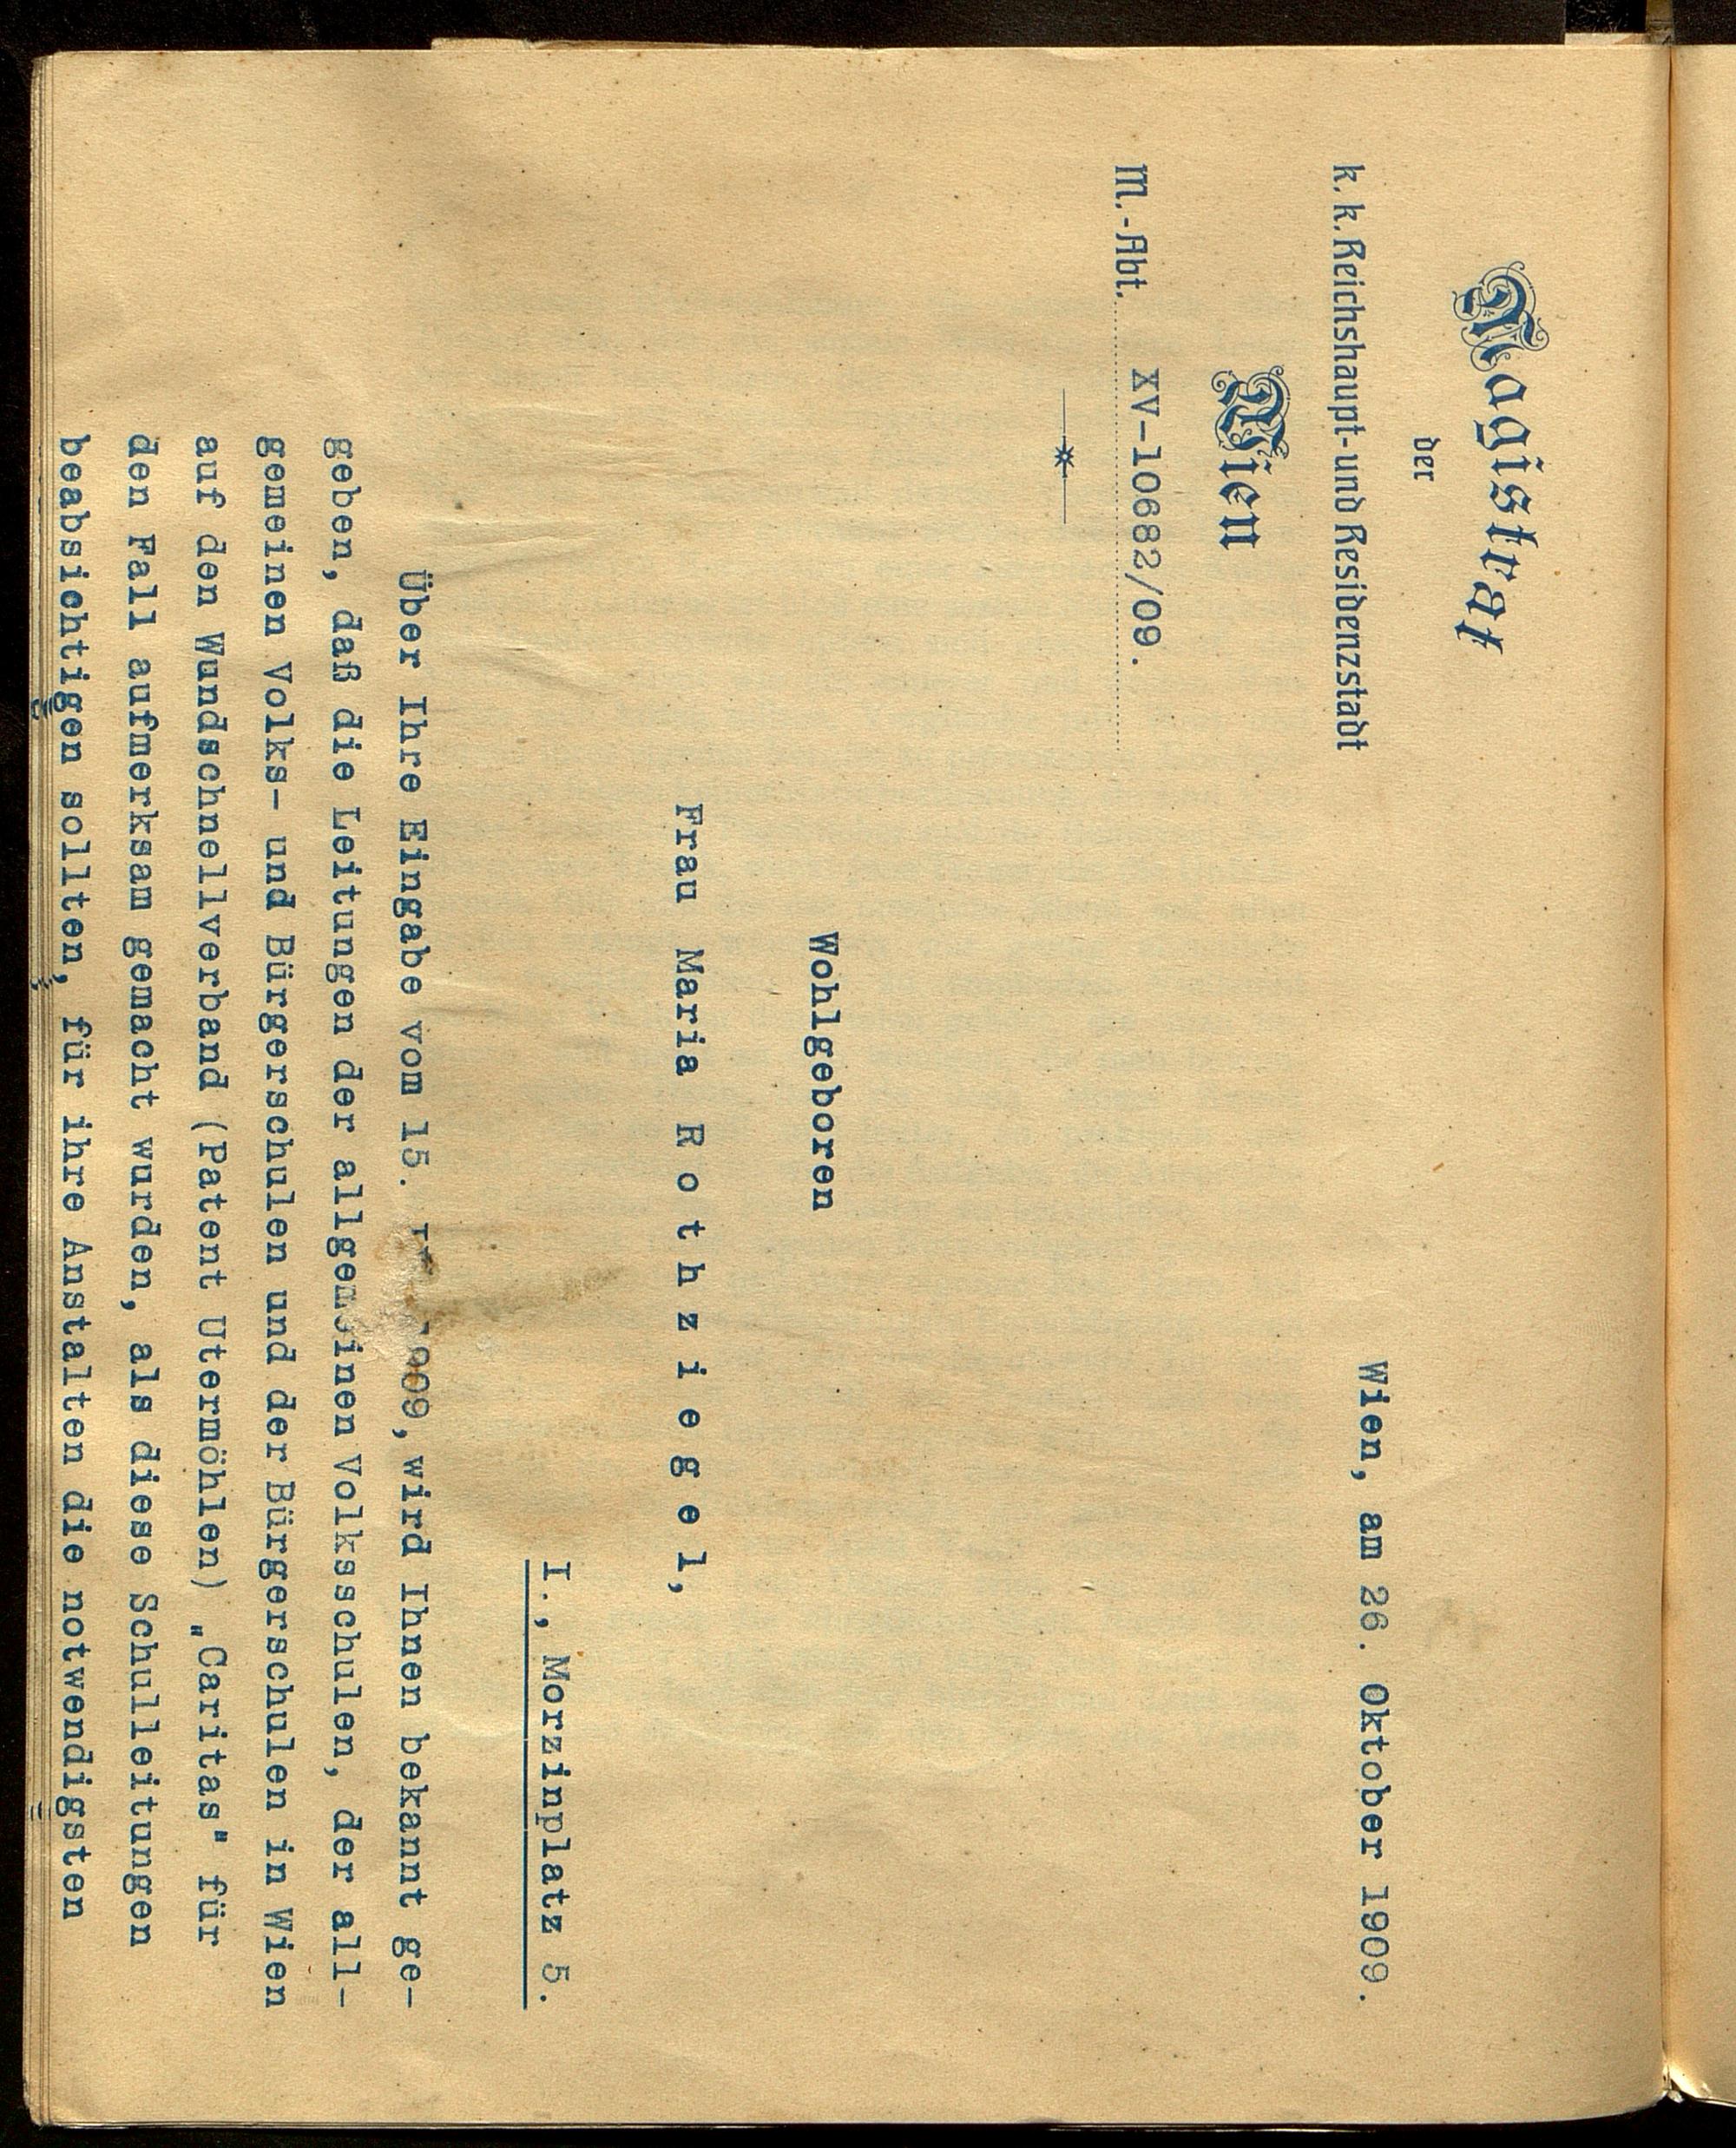 Magistrat
der
k. k. Reichshaupt- und Residenzstadt
Wien
M.-Abt. XV-10682/09.
Wien, am 26. Oktober 1909.
Wohlgeboren
Frau Maria Rothziegel,
I., Morzinplatz 5.
Über Ihre Eingabe vom 15. 1909, wird Ihnen bekannt ge-
geben, daß die Leitungen der allgemeinen Volksschulen, der all-
gemeinen Volks- und Bürgerschulen und der Bürgerschulen in Wien
auf den Wundschnellverband (Patent Utermöhlen) „Caritas" für
den Fall aufmerksam gemacht wurden, als diese Schulleitungen
beabsichtigen sollten, für ihre Anstalten die notwendigsten